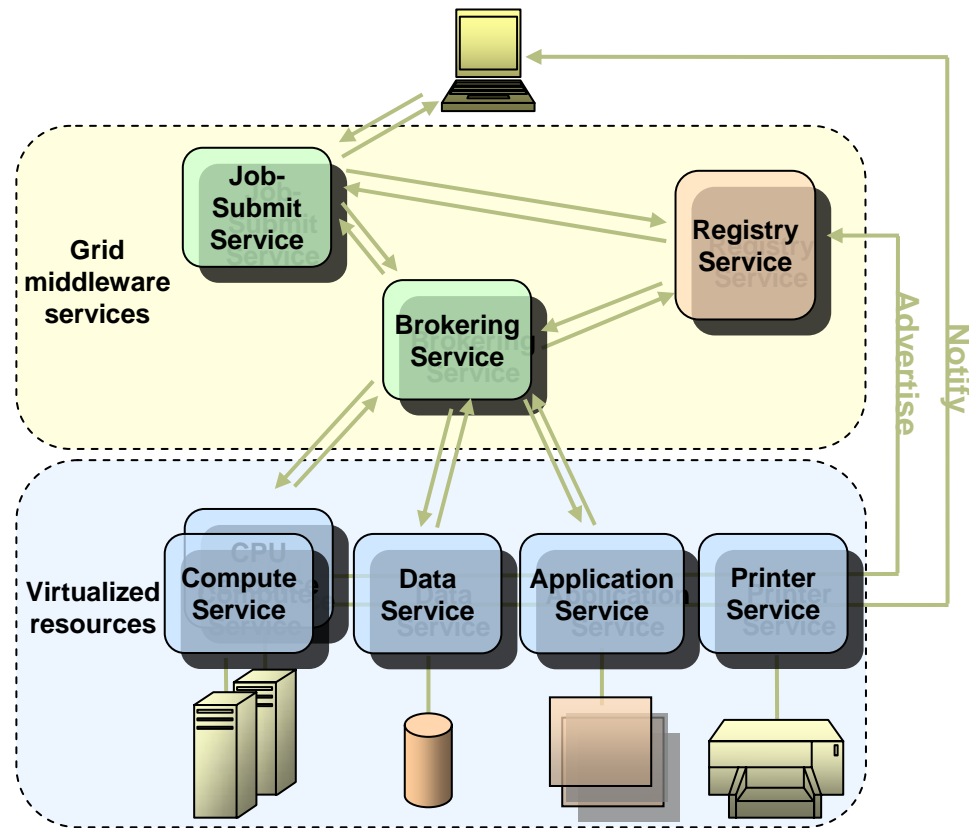 Job-
Submit
Service
Registry
Service
Grid
middleware
services
Brokering
Service
Advertise
Notify
CPU
Compute
Service
Data
Service
Application
Service
Printer
Service
Virtualized
resources